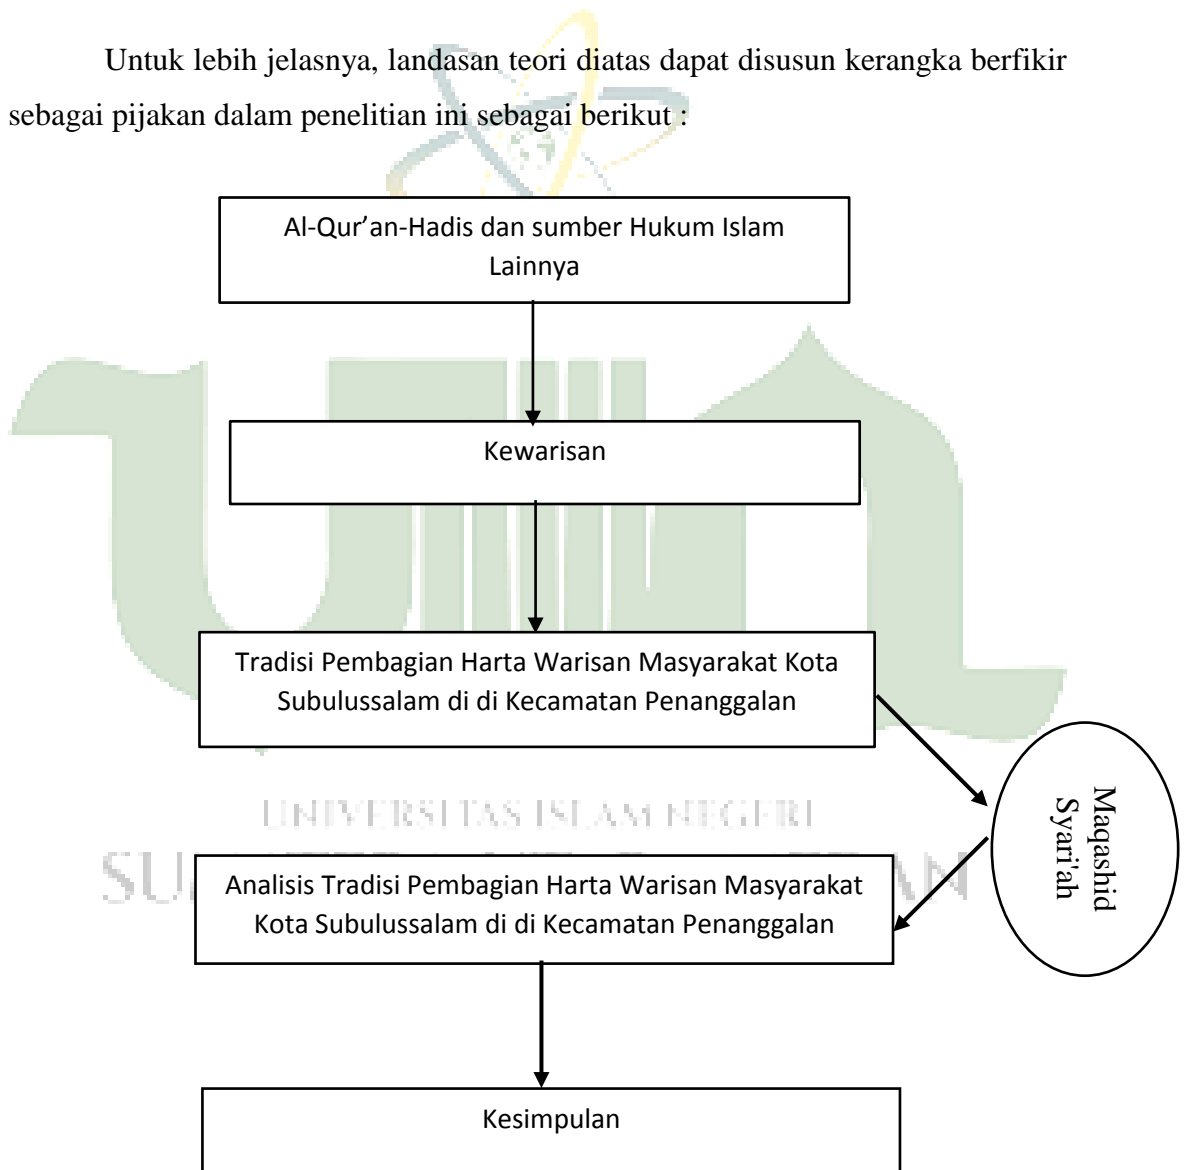 Untuk lebih jelasnya, landasan teori diatas dapat disusun kerangka berfikir
sebagai pijakan dalam penelitian ini sebagai berikut :
Al-Qur’an-Hadis dan sumber Hukum Islam
Lainnya
Kewarisan
Tradisi Pembagian Harta Warisan Masyarakat Kota
Subulussalam di di Kecamatan Penanggalan
Maqashid
Syari'ah
UNIVERSITAS ISLAM NEGERI
Analisis Tradisi Pembagian Harta Warisan Masyarakat
Kota Subulussalam di di Kecamatan Penanggalan
Kesimpulan